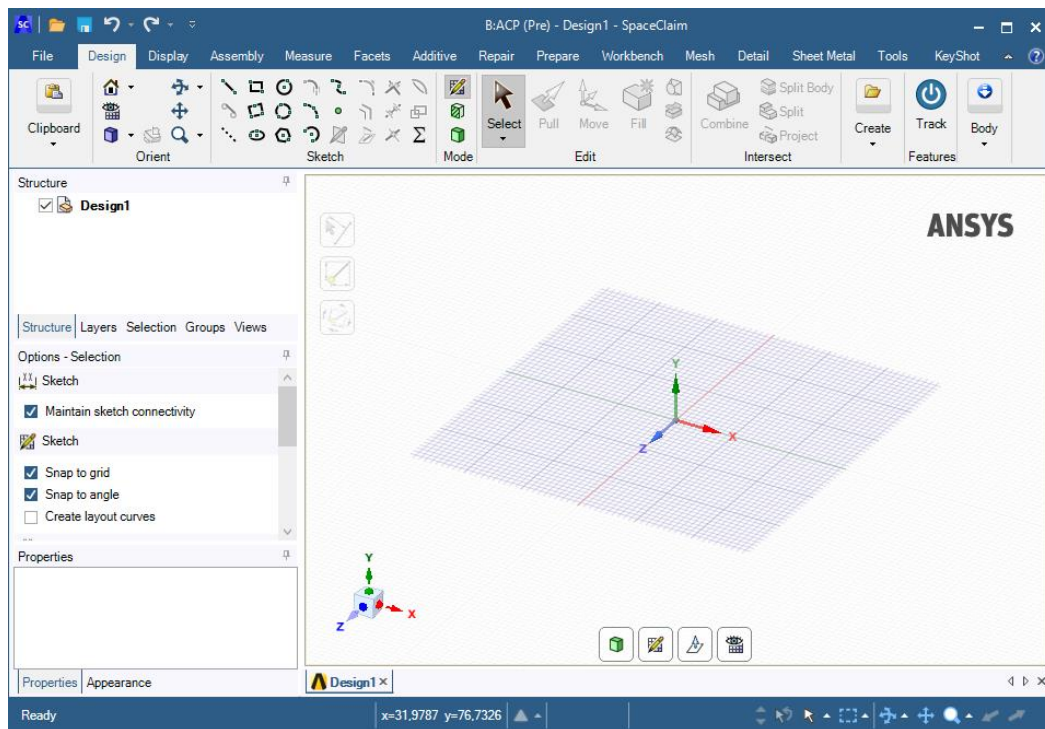 SC
B:ACP (Pre) - Design1 - SpaceClaim
File Design Display Assembly Measure Facets Additive Repair Prepare Workbench Mesh Detail Sheet Metal Tools KeyShot
Clipboard
Orient
Sketch
Mode
Select Pull Move Fill
Edit
Combine
Split Body
Split
Project
Intersect
Create
Track
Features
Body
Structure
Design1
Structure Layers Selection Groups Views
Options - Selection
Sketch
Maintain sketch connectivity
Sketch
Snap to grid
Snap to angle
Create layout curves
Properties
Properties Appearance
ANSYS
Y
X
Z
Y
X
Z
Design1
Ready x=31,9787 y=76,7326